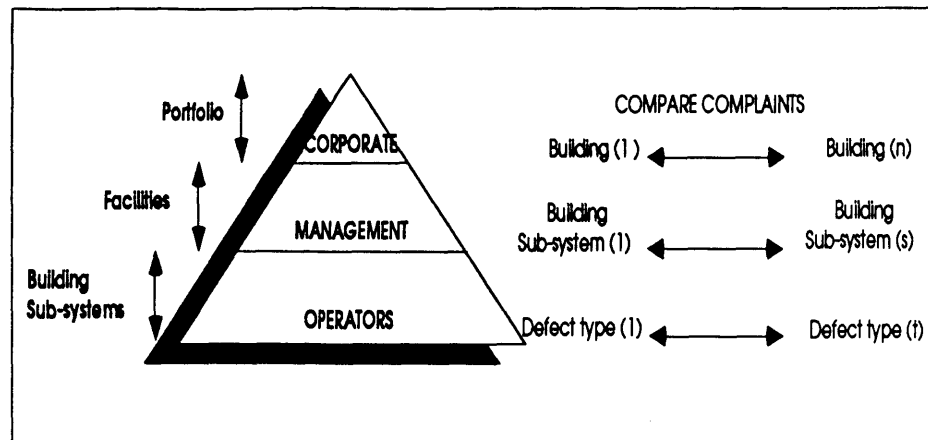 Portfolio
CORPORATE
COMPARE COMPLAINTS
Building (1)
Building (n)
Facilities
MANAGEMENT
Building
Sub-system (1)
Building
Sub-system (s)
Building
Sub-systems
OPERATORS
Defect type (1)
Defect type (t)